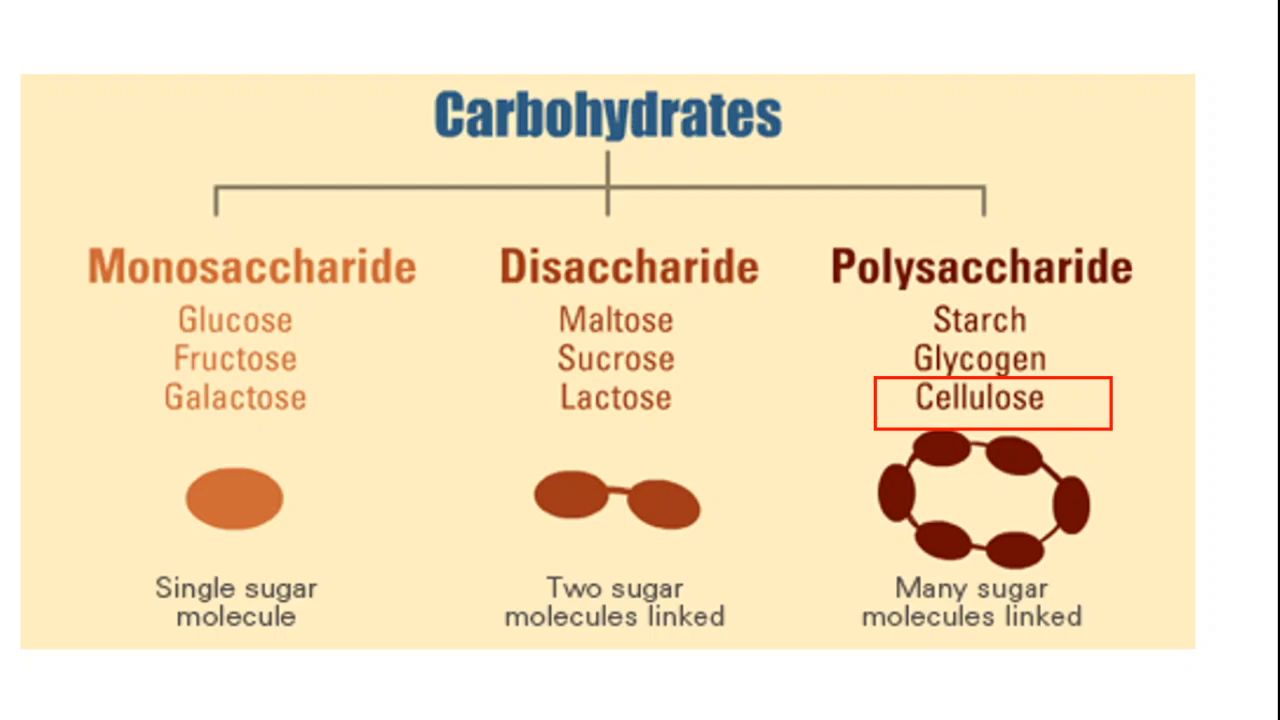 Carbohydrates
Monosaccharide
Glucose
Fructose
Galactose
Single sugar
molecule
Disaccharide
Maltose
Sucrose
Lactose
Two sugar
molecules linked
Polysaccharide
Starch
Glycogen
Cellulose
Many sugar
molecules linked